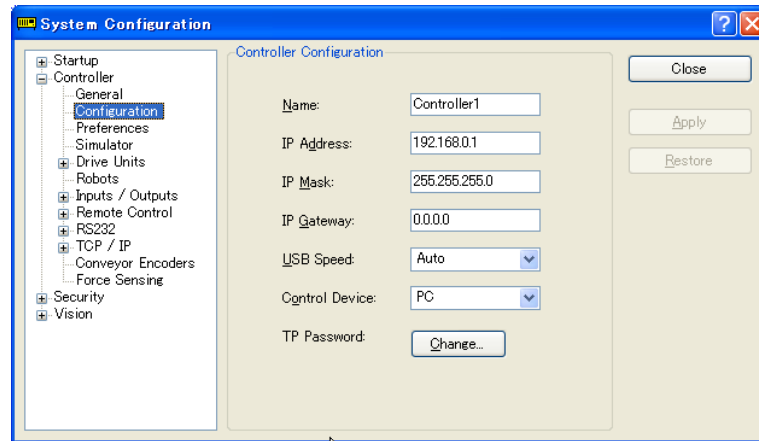 System Configuration
Startup
Controller
General
Configuration
Preferences
Simulator
Drive Units
Robots
Inputs / Outputs
Remote Control
RS232
TCP / IP
Conveyor Encoders
Force Sensing
Security
Vision
Controller Configuration
Name: Controller1
IP Address: 192.168.0.1
IP Mask: 255.255.255.0
IP Gateway: 0.0.0.0
USB Speed: Auto
Control Device: PC
TP Password: Change...
Close
Apply
Restore